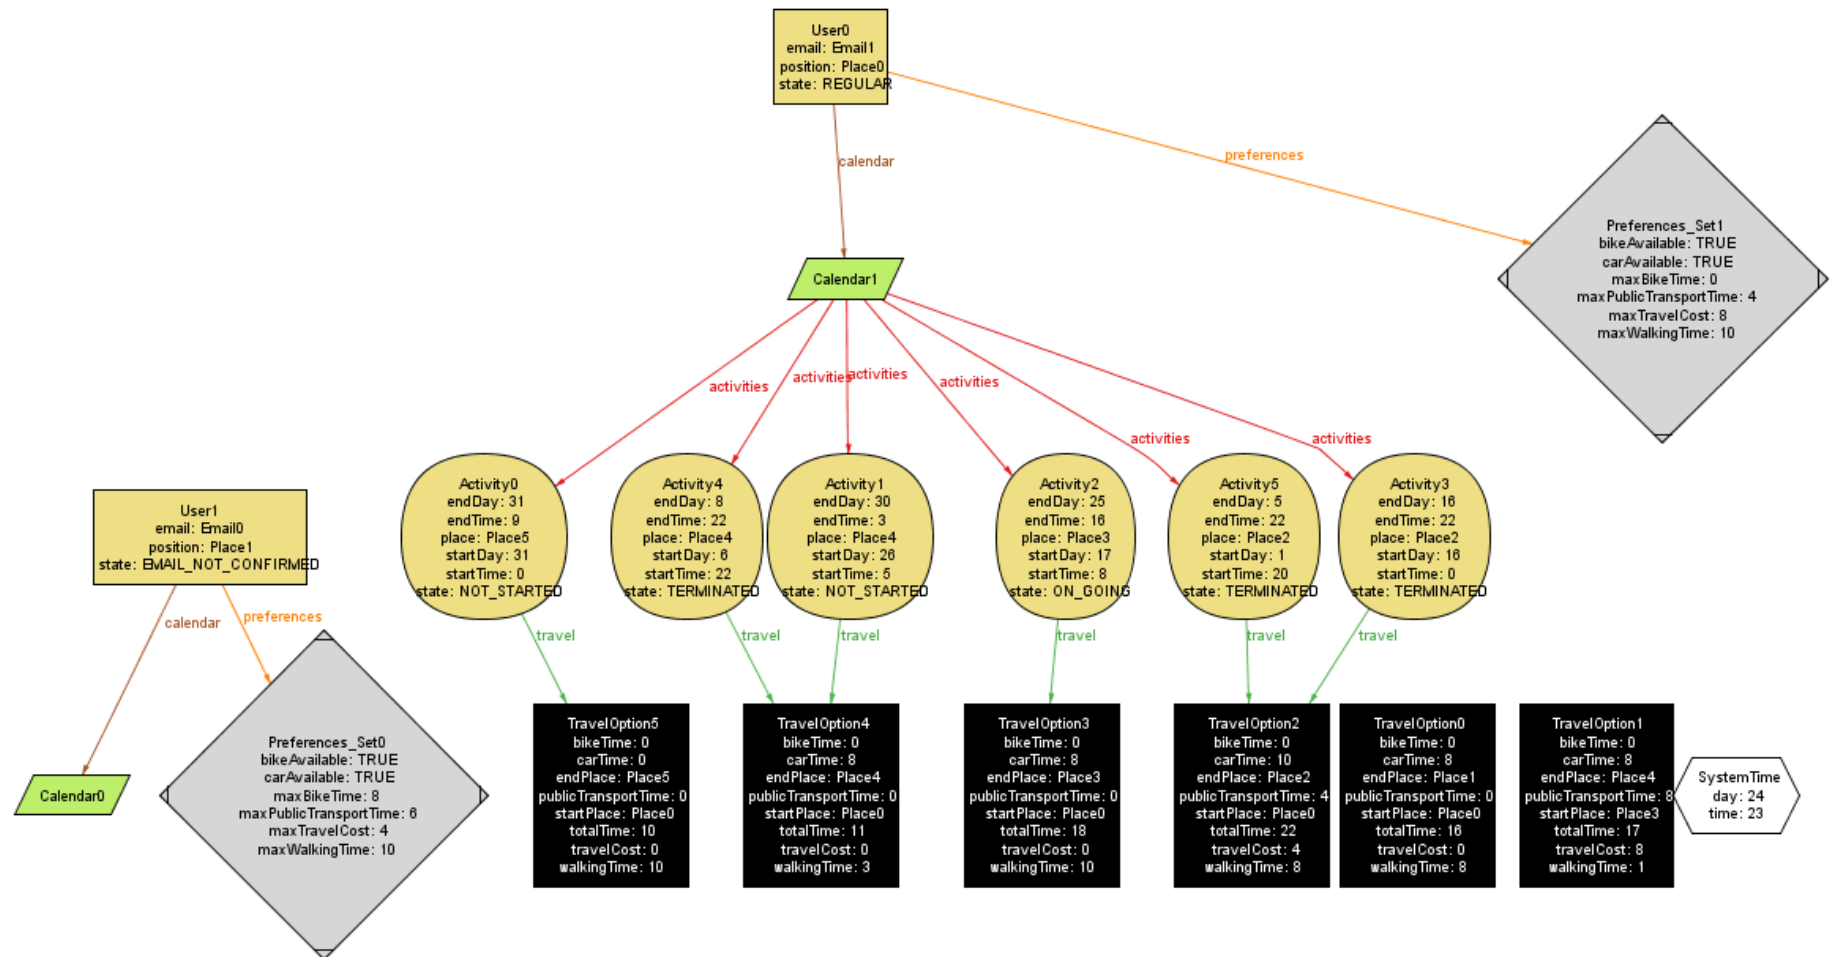 User0
email: Email1
position: Place0
state: REGULAR
calendar
preferences
Preferences_Set1
bikeAvailable: TRUE
carAvailable: TRUE
maxBikeTime: 0
maxPublicTransportTime: 4
maxTravelCost: 8
maxWalkingTime: 10
Calendar1
activities
activities
activities
activities
activities
activities
Activity0
endDay: 31
endTime: 9
place: Place5
startDay: 31
startTime: 0
state: NOT_STARTED
Activity4
endDay: 8
endTime: 22
place: Place4
startDay: 6
startTime: 22
state: TERMINATED
Activity1
endDay: 30
endTime: 3
place: Place4
startDay: 26
startTime: 5
state: NOT_STARTED
Activity2
endDay: 25
endTime: 16
place: Place3
startDay: 17
startTime: 8
state: ON_GOING
Activity5
endDay: 5
endTime: 22
place: Place2
startDay: 1
startTime: 20
state: TERMINATED
Activity3
endDay: 16
endTime: 22
place: Place2
startDay: 16
startTime: 0
state: TERMINATED
User1
email: Email0
position: Place1
state: EMAIL_NOT_CONFIRMED
calendar
preferences
travel
travel
travel
travel
travel
travel
Calendar0
Preferences_Set0
bikeAvailable: TRUE
carAvailable: TRUE
maxBikeTime: 8
maxPublicTransportTime: 6
maxTravelCost: 4
maxWalkingTime: 10
TravelOption5
bikeTime: 0
carTime: 0
endPlace: Place5
publicTransportTime: 0
startPlace: Place0
totalTime: 10
travelCost: 0
walkingTime: 10
TravelOption4
bikeTime: 0
carTime: 8
endPlace: Place4
publicTransportTime: 0
startPlace: Place0
totalTime: 11
travelCost: 0
walkingTime: 3
TravelOption3
bikeTime: 0
carTime: 8
endPlace: Place3
publicTransportTime: 0
startPlace: Place0
totalTime: 18
travelCost: 0
walkingTime: 10
TravelOption2
bikeTime: 0
carTime: 10
endPlace: Place2
publicTransportTime: 4
startPlace: Place0
totalTime: 22
travelCost: 4
walkingTime: 8
TravelOption0
bikeTime: 0
carTime: 8
endPlace: Place1
publicTransportTime: 0
startPlace: Place0
totalTime: 16
travelCost: 0
walkingTime: 8
TravelOption1
bikeTime: 0
carTime: 8
endPlace: Place4
publicTransportTime: 8
startPlace: Place3
totalTime: 17
travelCost: 8
walkingTime: 1
SystemTime
day: 24
time: 23